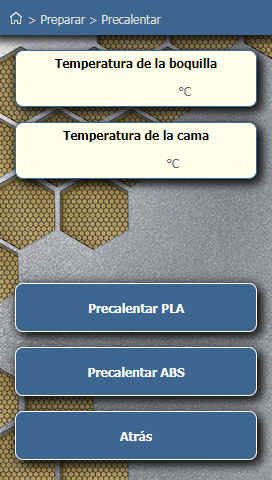 > Preparar > Precalentar
Temperatura de la boquilla
°C
Temperatura de la cama
°C
Precalentar PLA
Precalentar ABS
Atrás